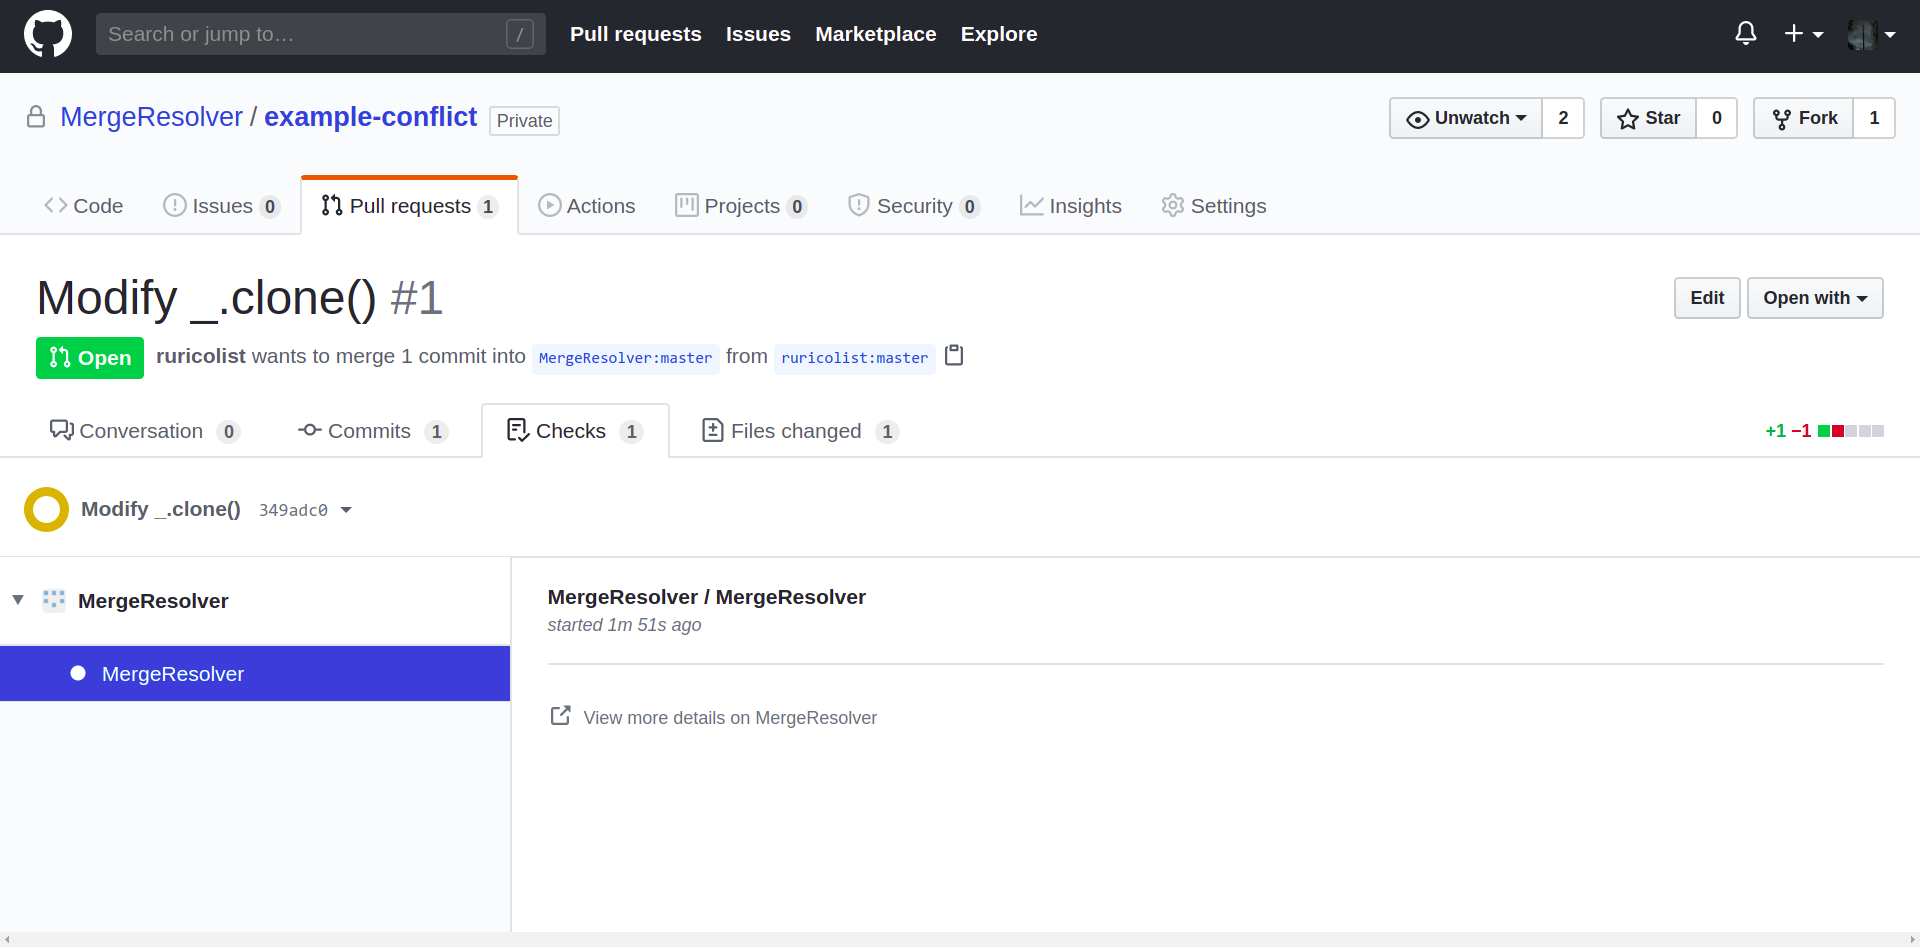 Search or jump to… / Pull requests Issues Marketplace Explore
MergeResolver / example-conflict Private Unwatch 2 Star 0 Fork 1
Code Issues 0 Pull requests 1 Actions Projects 0 Security 0 Insights Settings
Modify _.clone() #1 Edit Open with
Open ruricolist wants to merge 1 commit into MergeResolver:master from ruricolist:master
Conversation 0 Commits 1 Checks 1 Files changed 1 +1 −1
Modify _.clone() 349adc0
MergeResolver
MergeResolver
MergeResolver / MergeResolver
started 1m 51s ago
View more details on MergeResolver